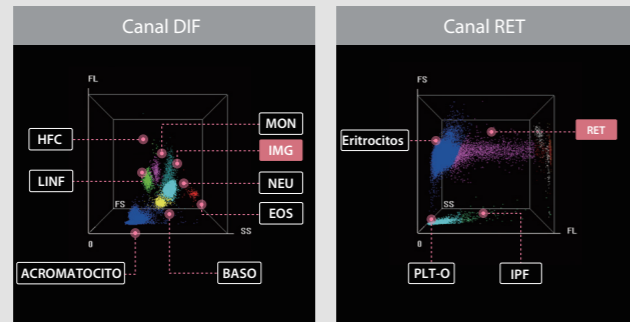 Canal DIF
FL
HFC
MON
IMG
LINF
NEU
FS
EOS
SS
0
ACROMATOCITO
BASO
Canal RET
FS
Eritrocitos
RET
SS
0
FL
PLT-O
IPF